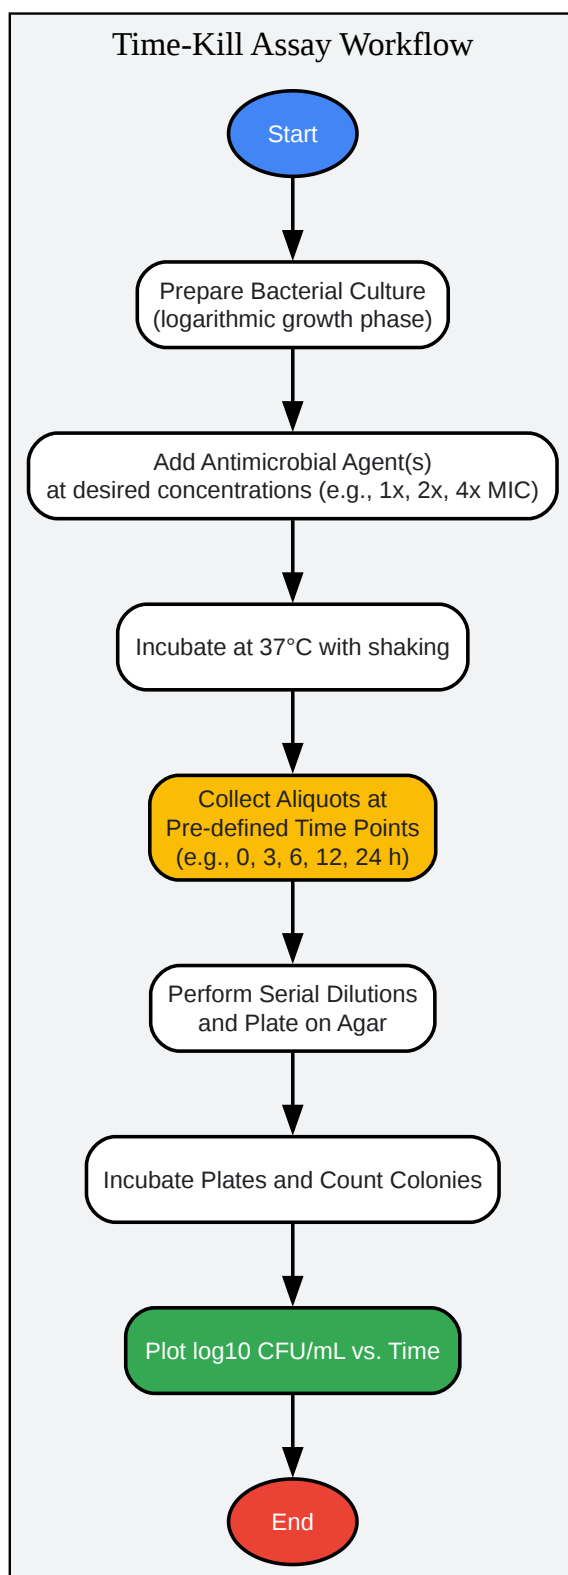 Time-Kill Assay Workflow
Start
Prepare Bacterial Culture
(logarithmic growth phase)
Add Antimicrobial Agent(s)
at desired concentrations (e.g., 1x, 2x, 4x MIC)
Incubate at 37°C with shaking
Collect Aliquots at
Pre-defined Time Points
(e.g., 0, 3, 6, 12, 24 h)
Perform Serial Dilutions
and Plate on Agar
Incubate Plates and Count Colonies
Plot log10 CFU/mL vs. Time
End